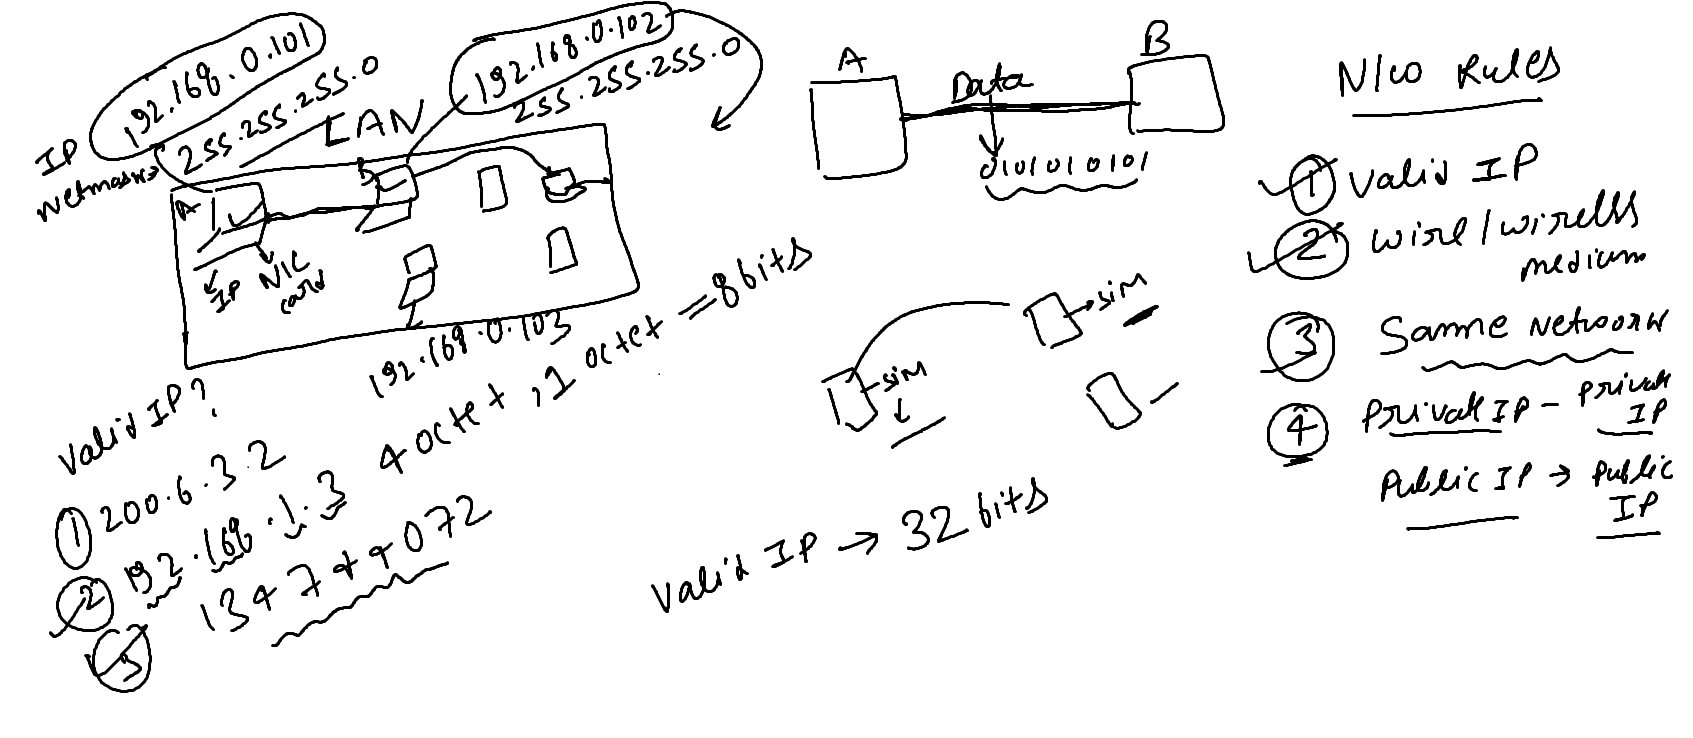 192.168.0.101
255.255.255.0
IP
LAN
192.168.0.102
255.255.255.0
A
B
IP
NIC
card
192.168.0.103
Valid IP?
1 200.6.3.2
2 192.168.1.3
3
4 octet, 1 octet = 8 bits
A
B
Data
0101010101
SIM
SIM
Valid IP → 32 bits
N/w Rules
1 Valid IP
2 wire / wireless
medium
3 Same Network
4 Private IP - Private
IP
Public IP → Public
IP